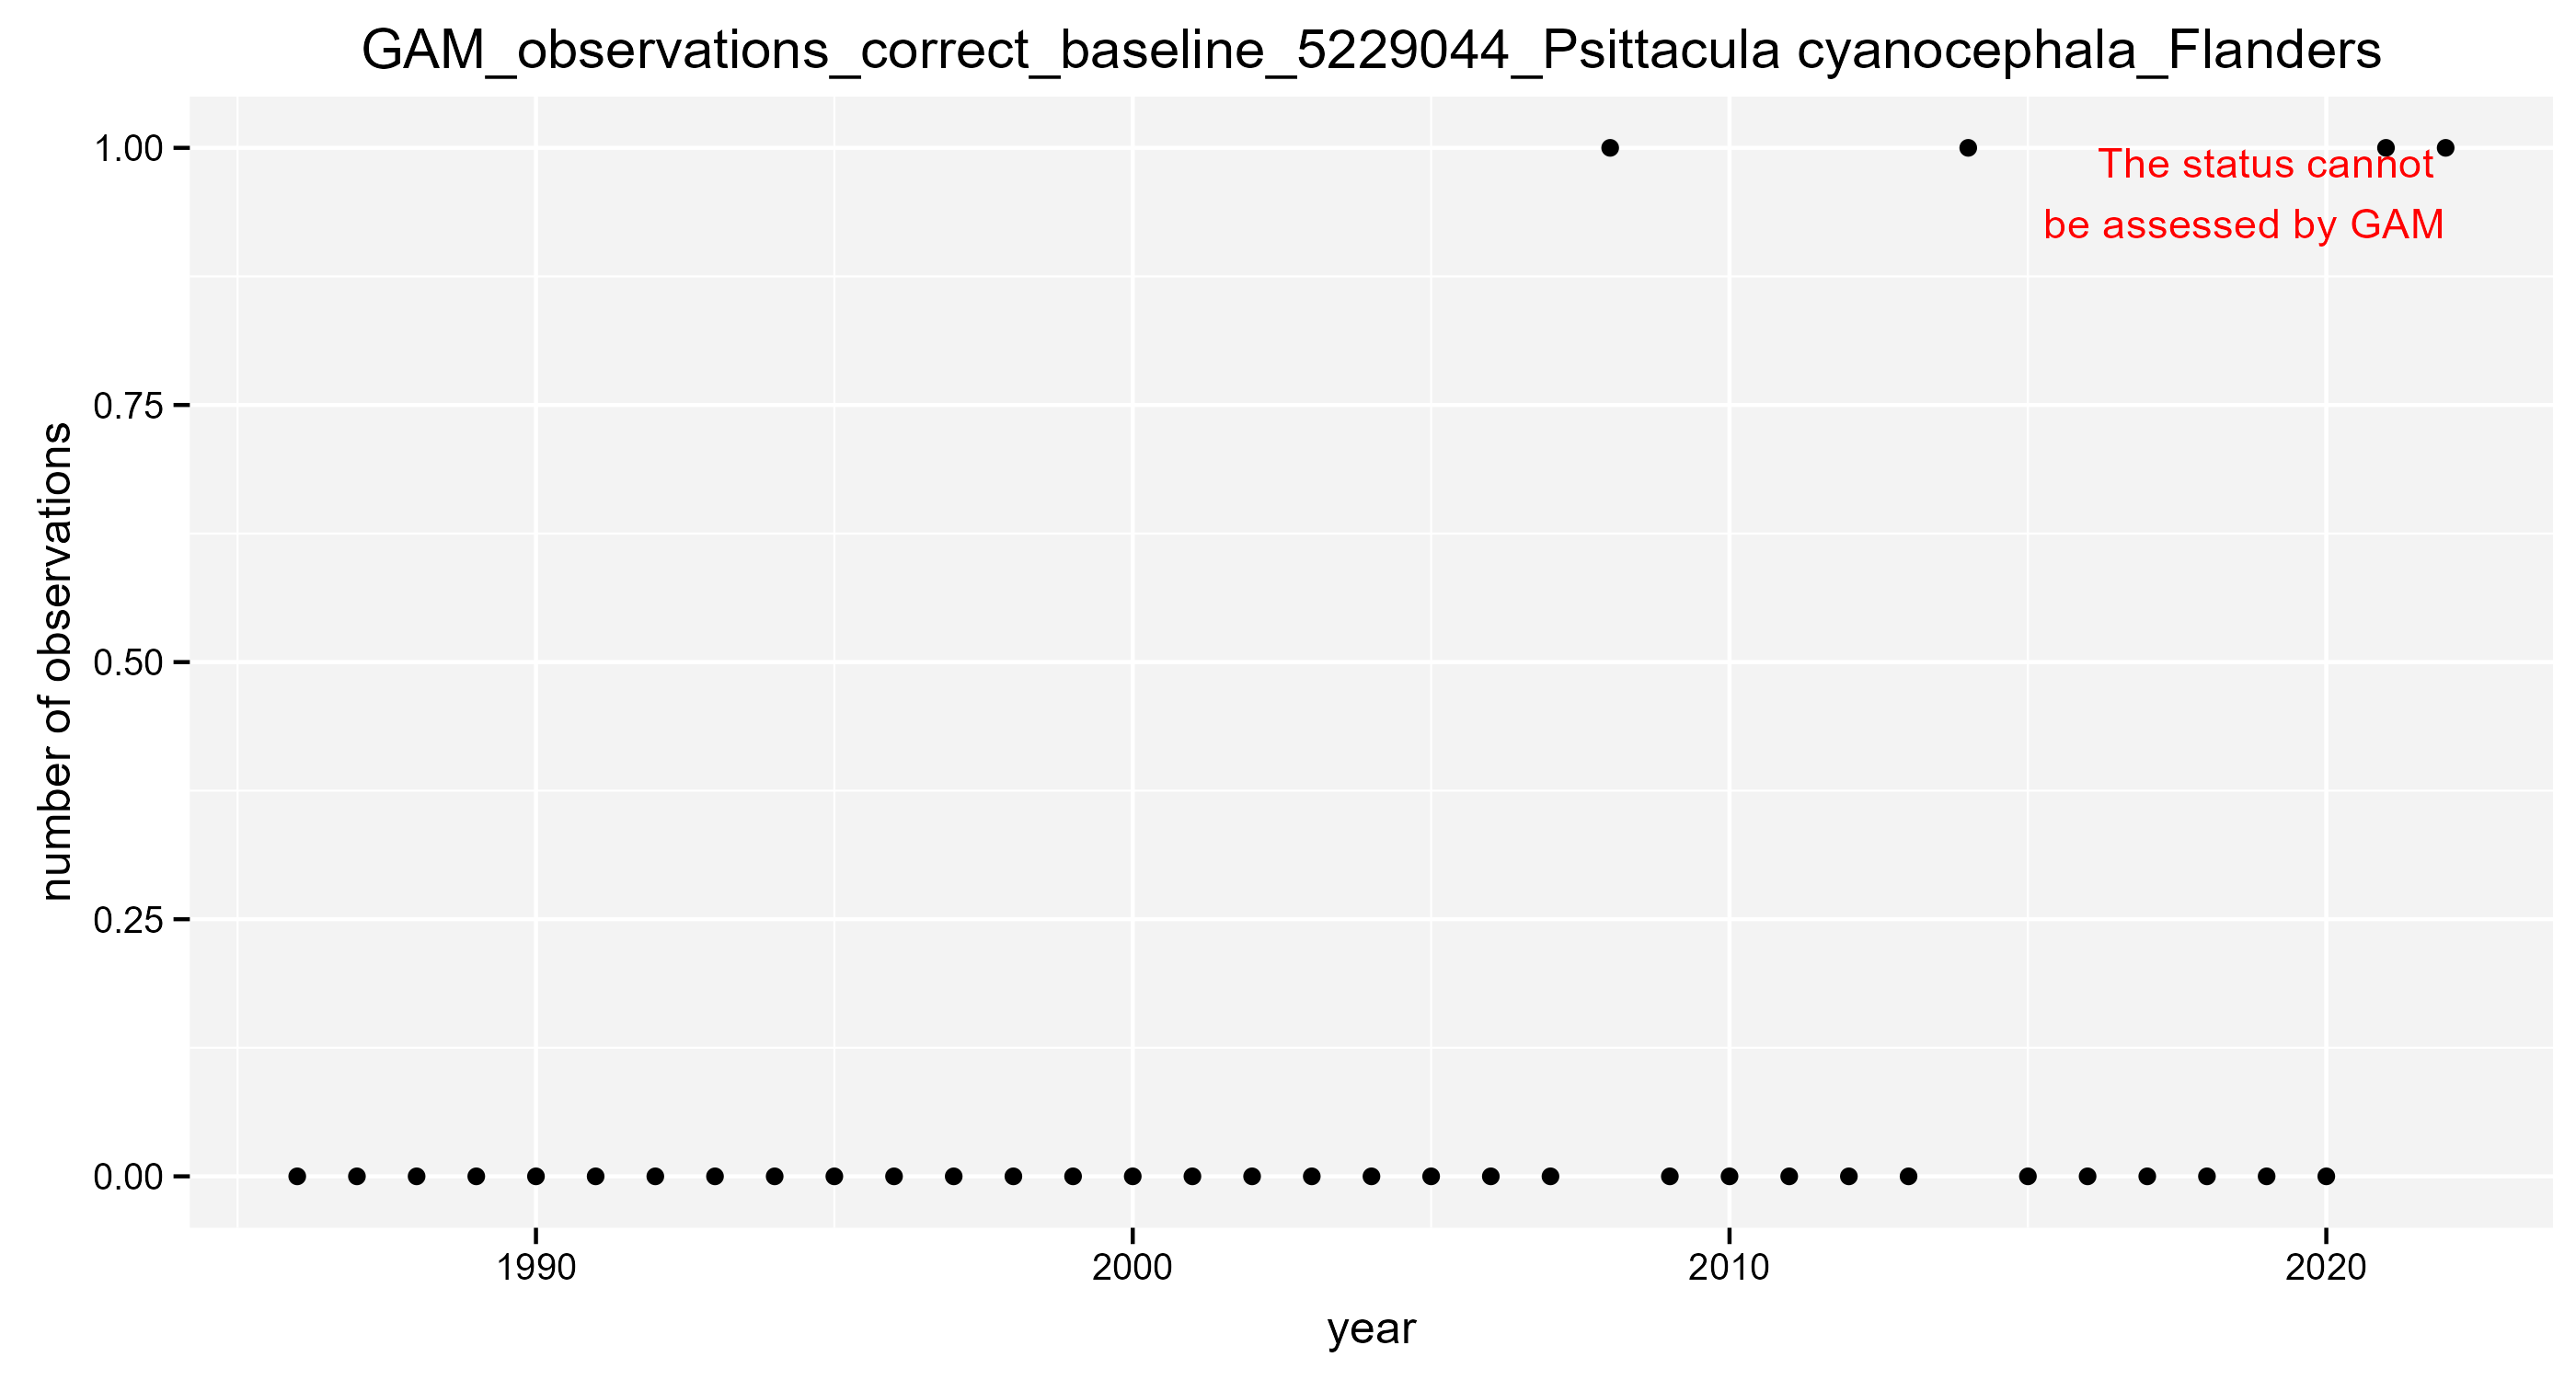 GAM_observations_correct_baseline_5229044_Psittacula cyanocephala_Flanders
1.00
The status cannot
be assessed by GAM
0.75
number of observations
0.50
0.25
0.00
1990 2000 2010 2020
year